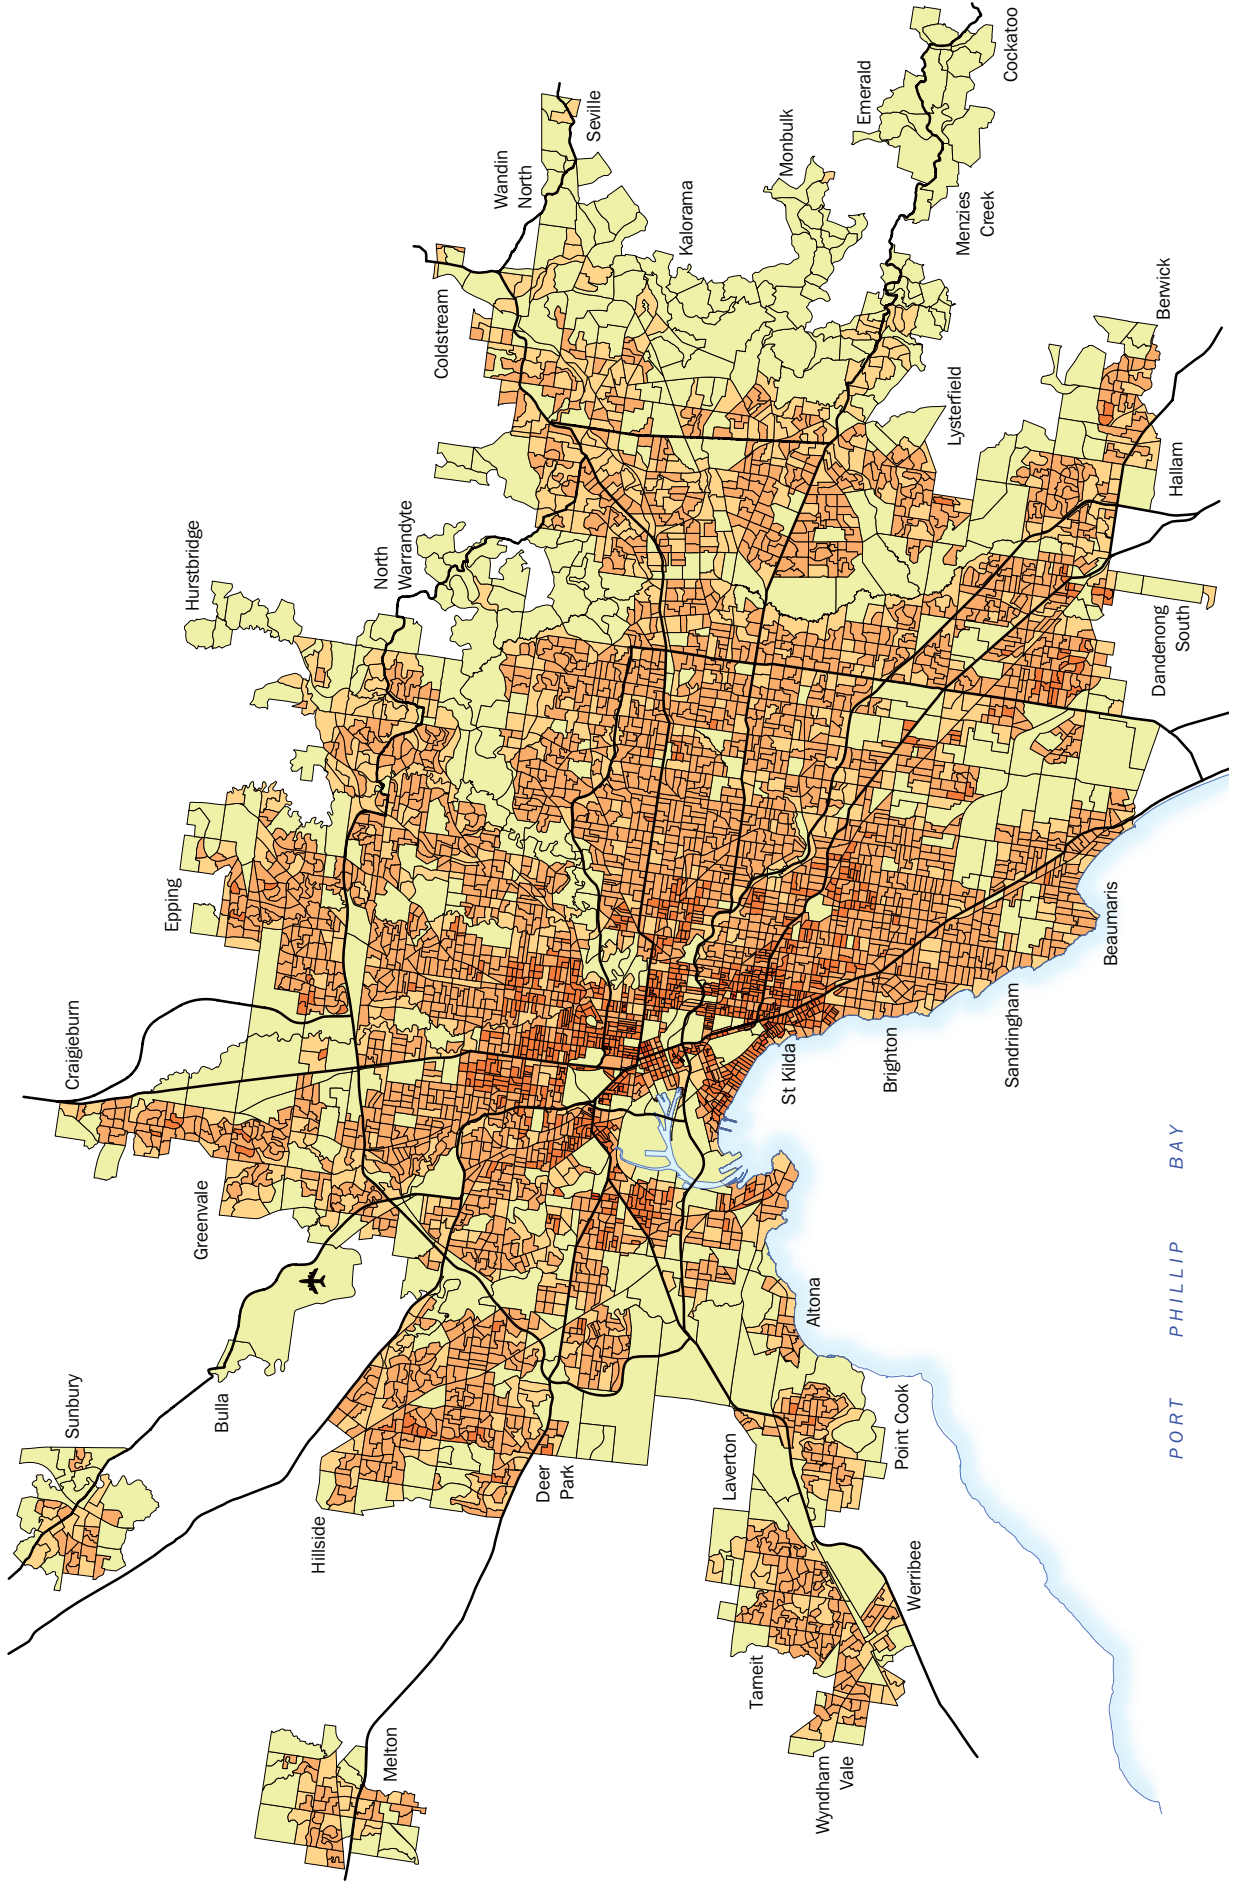 Cockatoo
Emerald
Seville
Monbulk
Wandin
North
Kalorama
Menzies
Creek
Berwick
Coldstream
Lysterfield
Hallam
North
Warrandyte
Hurstbridge
Dandenong
South
Epping
Beaumaris
Craigieburn
Sandringham
Brighton
St Kilda
Greenvale
Altona
PORT PHILLIP BAY
Sunbury
Bulla
Point Cook
Laverton
Deer
Park
Hillside
Werribee
Tarneit
Melton
Wyndham
Vale